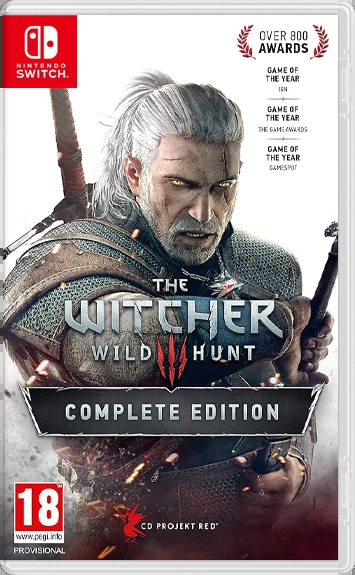 NINTENDO
SWITCH
OVER 800
AWARDS
GAME OF
THE YEAR
IGN
GAME OF
THE YEAR
THE GAME AWARDS
GAME OF
THE YEAR
GAMESPOT
THE
WITCHER
WILD HUNT
COMPLETE EDITION
18
www.pegi.info
PROVISIONAL
CD PROJEKT RED